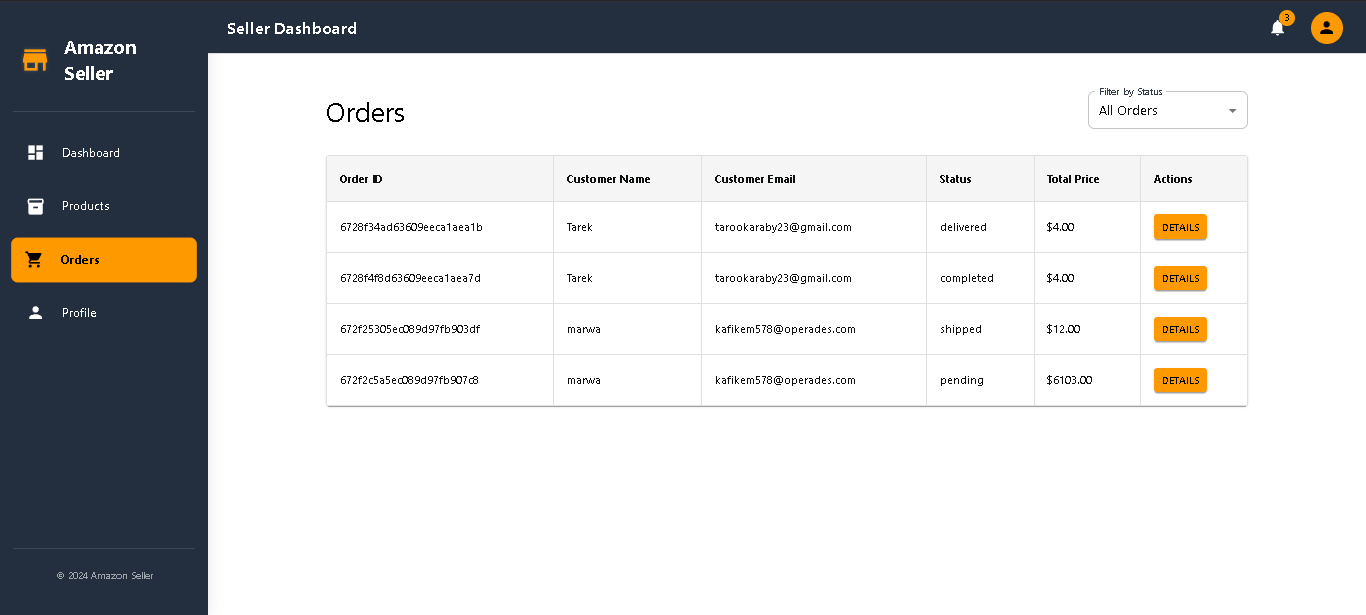 Amazon
Seller
Seller Dashboard
3
Dashboard
Products
Orders
Profile
© 2024 Amazon Seller
Orders
Filter by Status
All Orders
Order ID Customer Name Customer Email Status Total Price Actions
6728f34ad63609eeca1aea1b Tarek tarookaraby23@gmail.com delivered $4.00 DETAILS
6728f4f8d63609eeca1aea7d Tarek tarookaraby23@gmail.com completed $4.00 DETAILS
672f25305ec089d97fb903df marwa kafikem578@operades.com shipped $12.00 DETAILS
672f2c5a5ec089d97fb907c8 marwa kafikem578@operades.com pending $6103.00 DETAILS